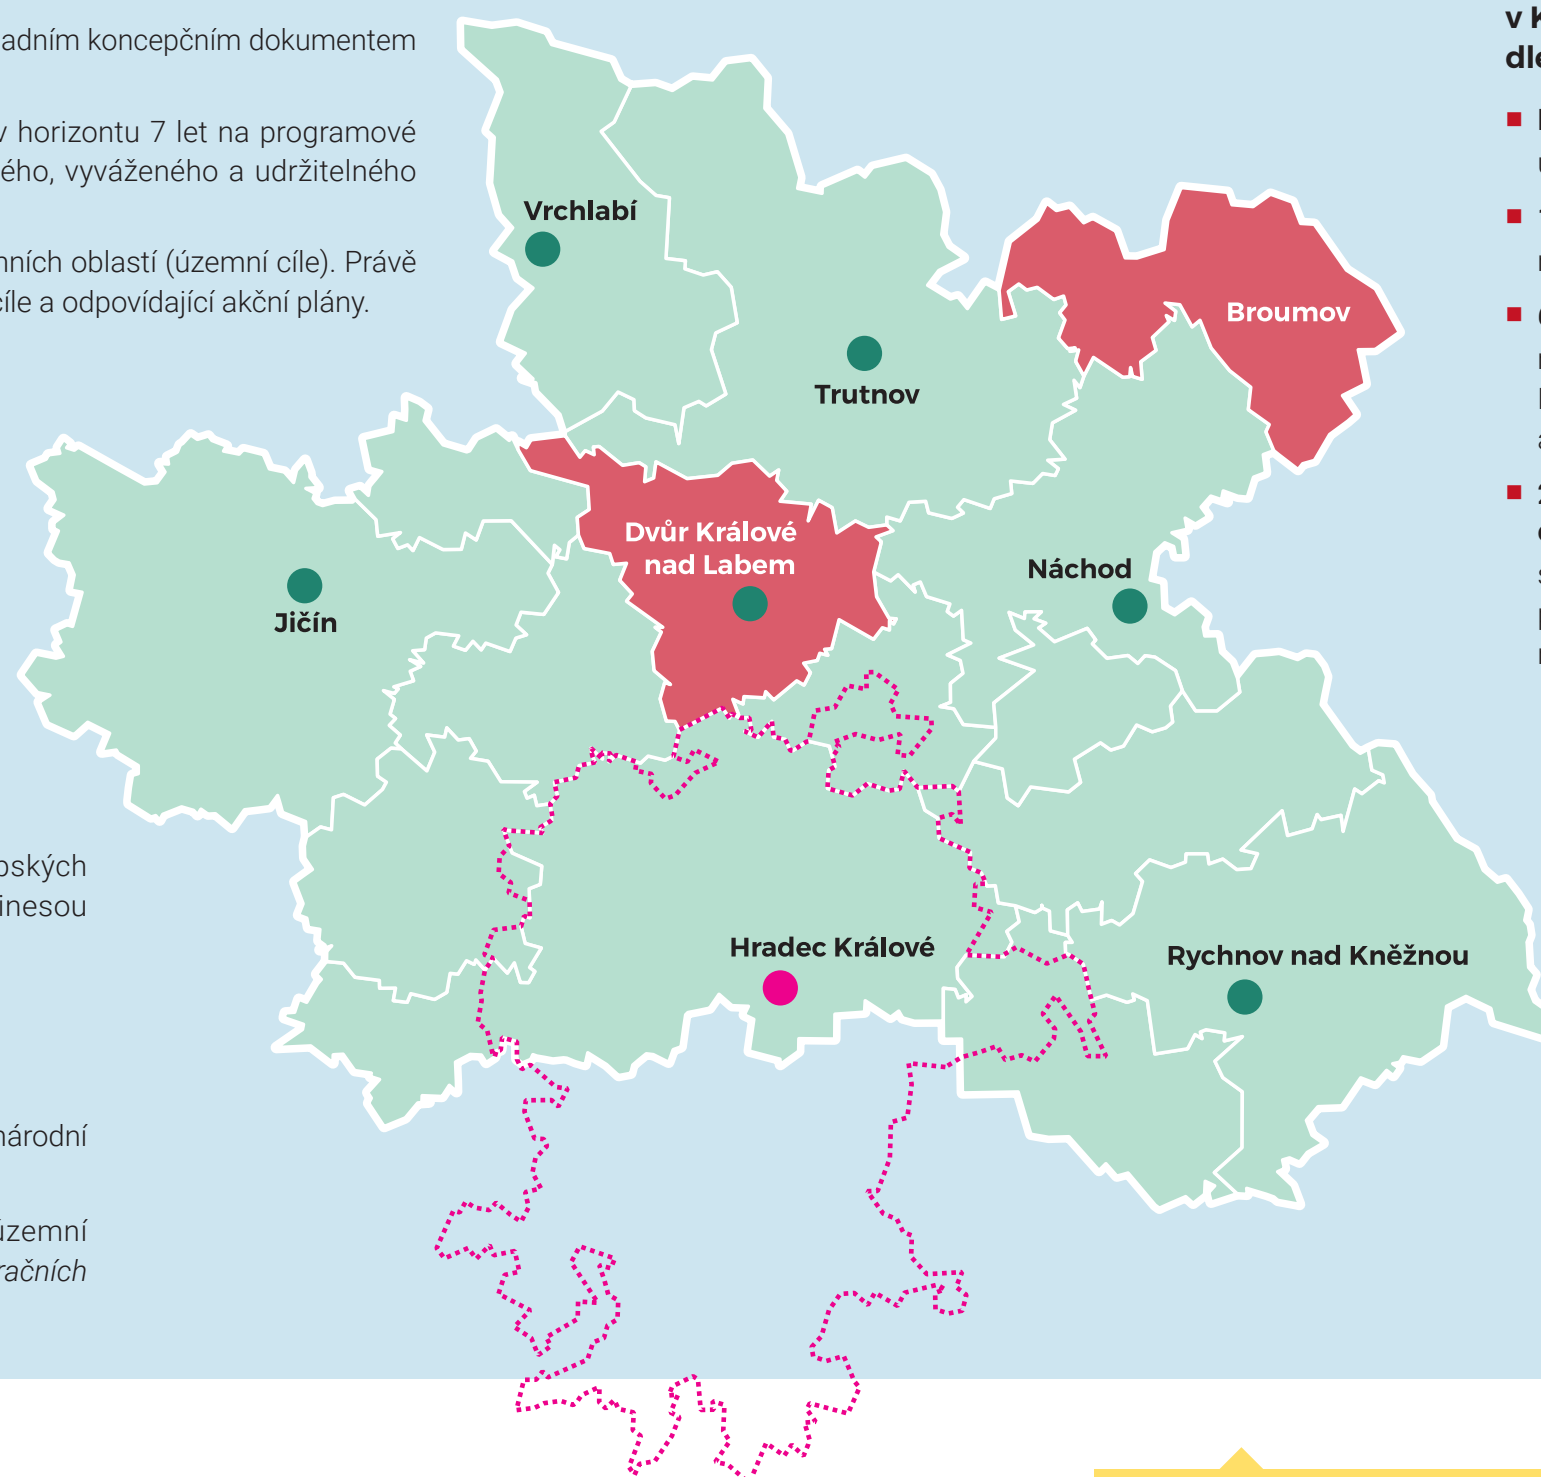 adním koncepčním dokumentem
v horizontu 7 let na programové
ého, vyváženého a udržitelného
nních oblastí (územní cíle). Právě
cíle a odpovídající akční plány.
Vrchlabí
Trutnov
Broumov
Dvůr Králové
nad Labem
Náchod
Jičín
Hradec Králové
Rychnov nad Kněžnou
pských
inesou
národní
územní
račních
v K
dle